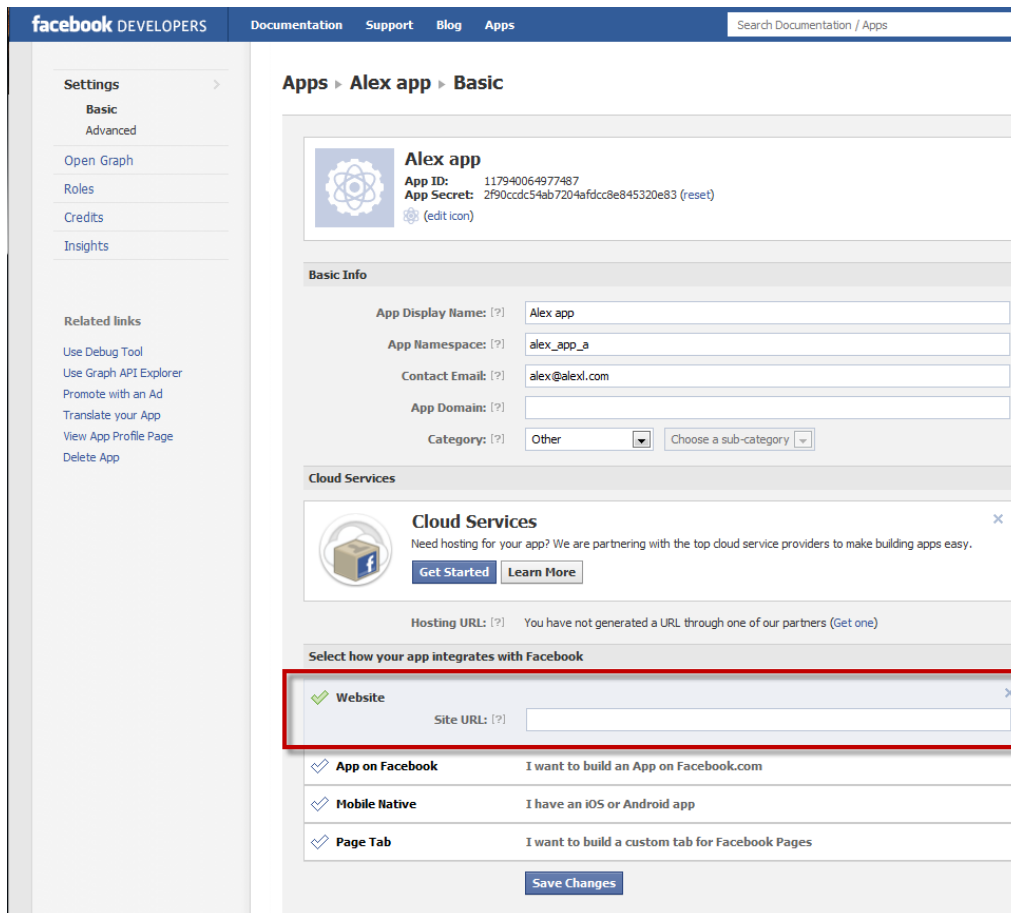 facebook DEVELOPERS
Documentation Support Blog Apps
Search Documentation / Apps
Settings
Basic
Advanced
Open Graph
Roles
Credits
Insights
Related links
Use Debug Tool
Use Graph API Explorer
Promote with an Ad
Translate your App
View App Profile Page
Delete App
Apps ▸ Alex app ▸ Basic
Alex app
App ID: 117940064977487
App Secret: 2f90ccdc54ab7204afdcc8e845320e83 (reset)
(edit icon)
Basic Info
App Display Name: [?] Alex app
App Namespace: [?] alex_app_a
Contact Email: [?] alex@alexl.com
App Domain: [?]
Category: [?] Other Choose a sub-category
Cloud Services
Cloud Services
Need hosting for your app? We are partnering with the top cloud service providers to make building apps easy.
Get Started Learn More
Hosting URL: [?] You have not generated a URL through one of our partners (Get one)
Select how your app integrates with Facebook
Website
Site URL: [?]
App on Facebook I want to build an App on Facebook.com
Mobile Native I have an iOS or Android app
Page Tab I want to build a custom tab for Facebook Pages
Save Changes